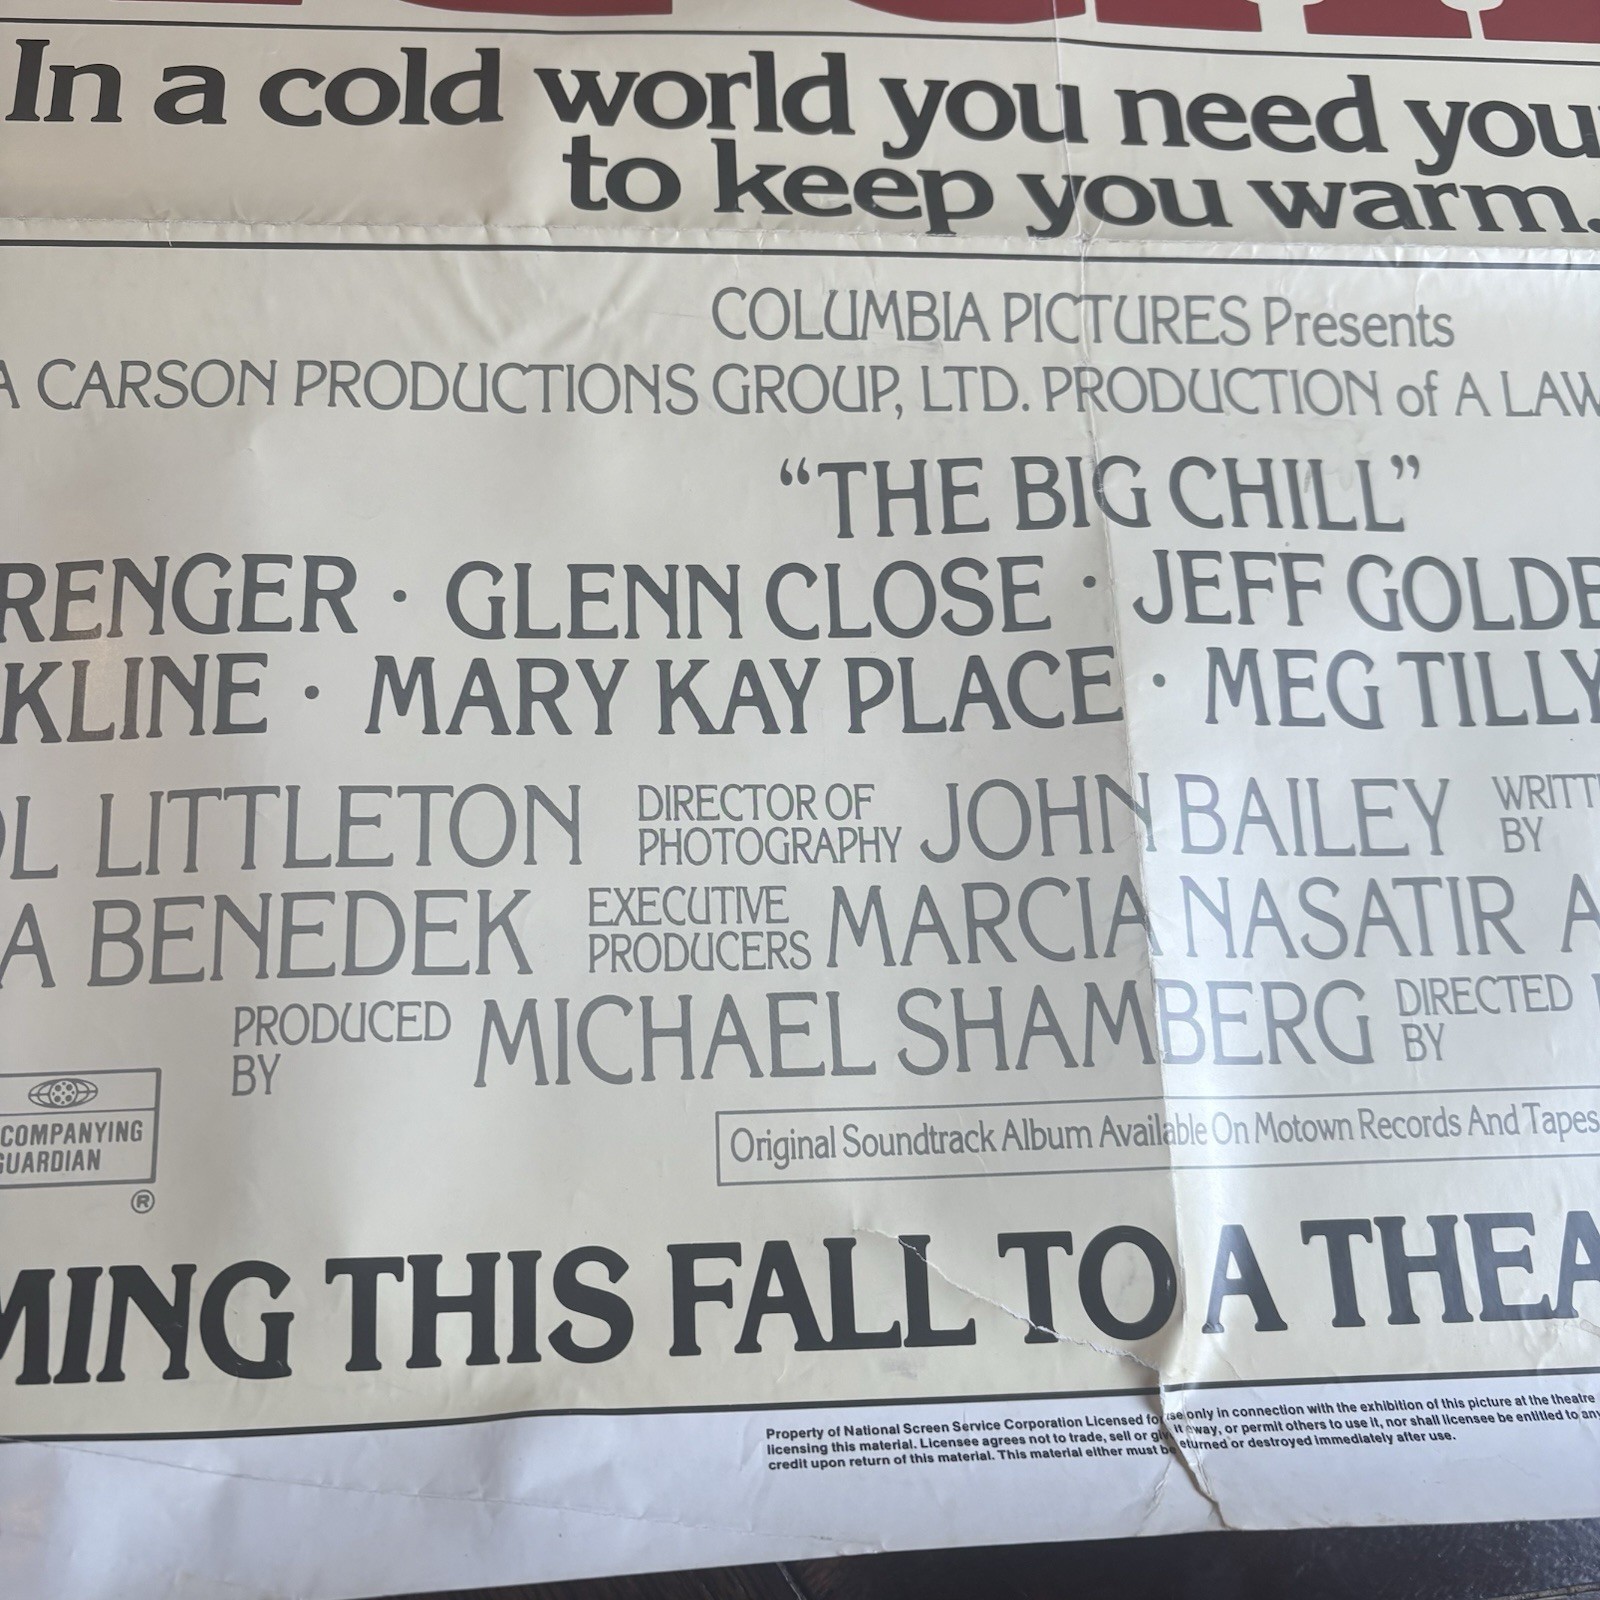 In a cold world you need you
to keep you warm.
COLUMBIA PICTURES Presents
A CARSON PRODUCTIONS GROUP, LTD. PRODUCTION of A LAW
“THE BIG CHILL”
RENGER · GLENN CLOSE · JEFF GOLDB
KLINE · MARY KAY PLACE · MEG TILLY
OL LITTLETON DIRECTOR OF PHOTOGRAPHY JOHN BAILEY WRITT BY
A BENEDEK EXECUTIVE PRODUCERS MARCIA NASATIR A
PRODUCED BY MICHAEL SHAMBERG DIRECTED BY
COMPANYING
GUARDIAN
®
Original Soundtrack Album Available On Motown Records And Tapes
MING THIS FALL TO A THEA
Property of National Screen Service Corporation Licensed for use only in connection with the exhibition of this picture at the theatre
licensing this material. Licensee agrees not to trade, sell or give it away, or permit others to use it, nor shall licensee be entitled to any
credit upon return of this material. This material either must be returned or destroyed immediately after use.